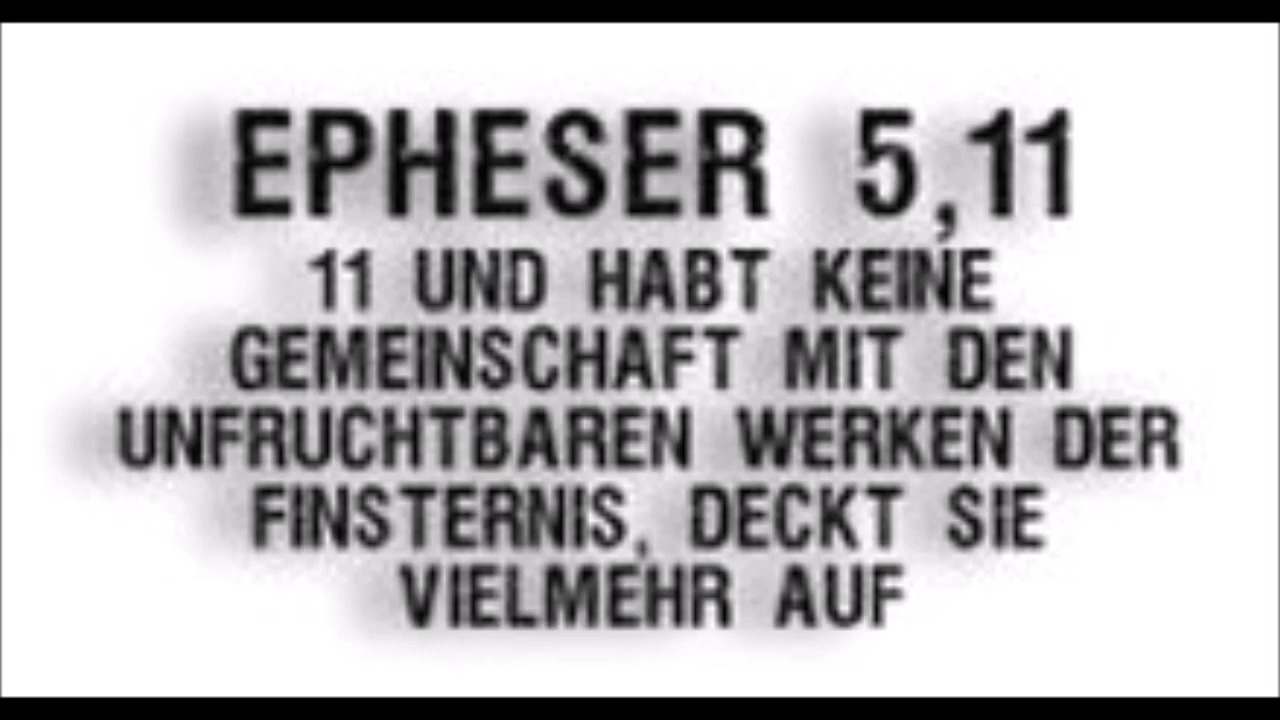 EPHESER 5,11
11 UND HABT KEINE
GEMEINSCHAFT MIT DEN
UNFRUCHTBAREN WERKEN DER
FINSTERNIS, DECKT SIE
VIELMEHR AUF